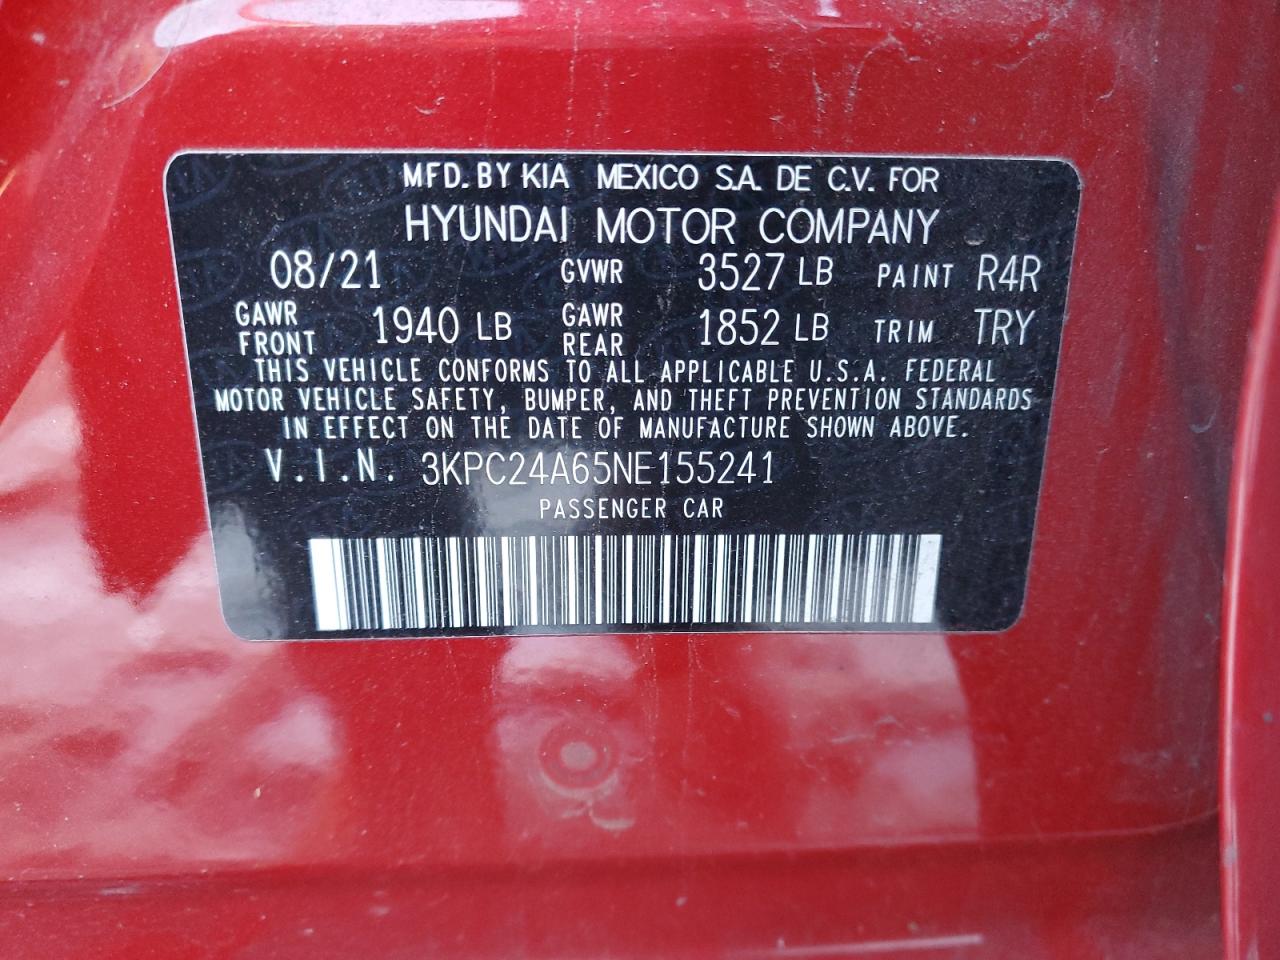 MFD. BY KIA MEXICO S.A. DE C.V. FOR
HYUNDAI MOTOR COMPANY
08/21 GVWR 3527 LB PAINT R4R
GAWR FRONT 1940 LB GAWR REAR 1852 LB TRIM TRY
THIS VEHICLE CONFORMS TO ALL APPLICABLE U.S.A. FEDERAL
MOTOR VEHICLE SAFETY, BUMPER, AND THEFT PREVENTION STANDARDS
IN EFFECT ON THE DATE OF MANUFACTURE SHOWN ABOVE.
V.I.N. 3KPC24A65NE155241
PASSENGER CAR